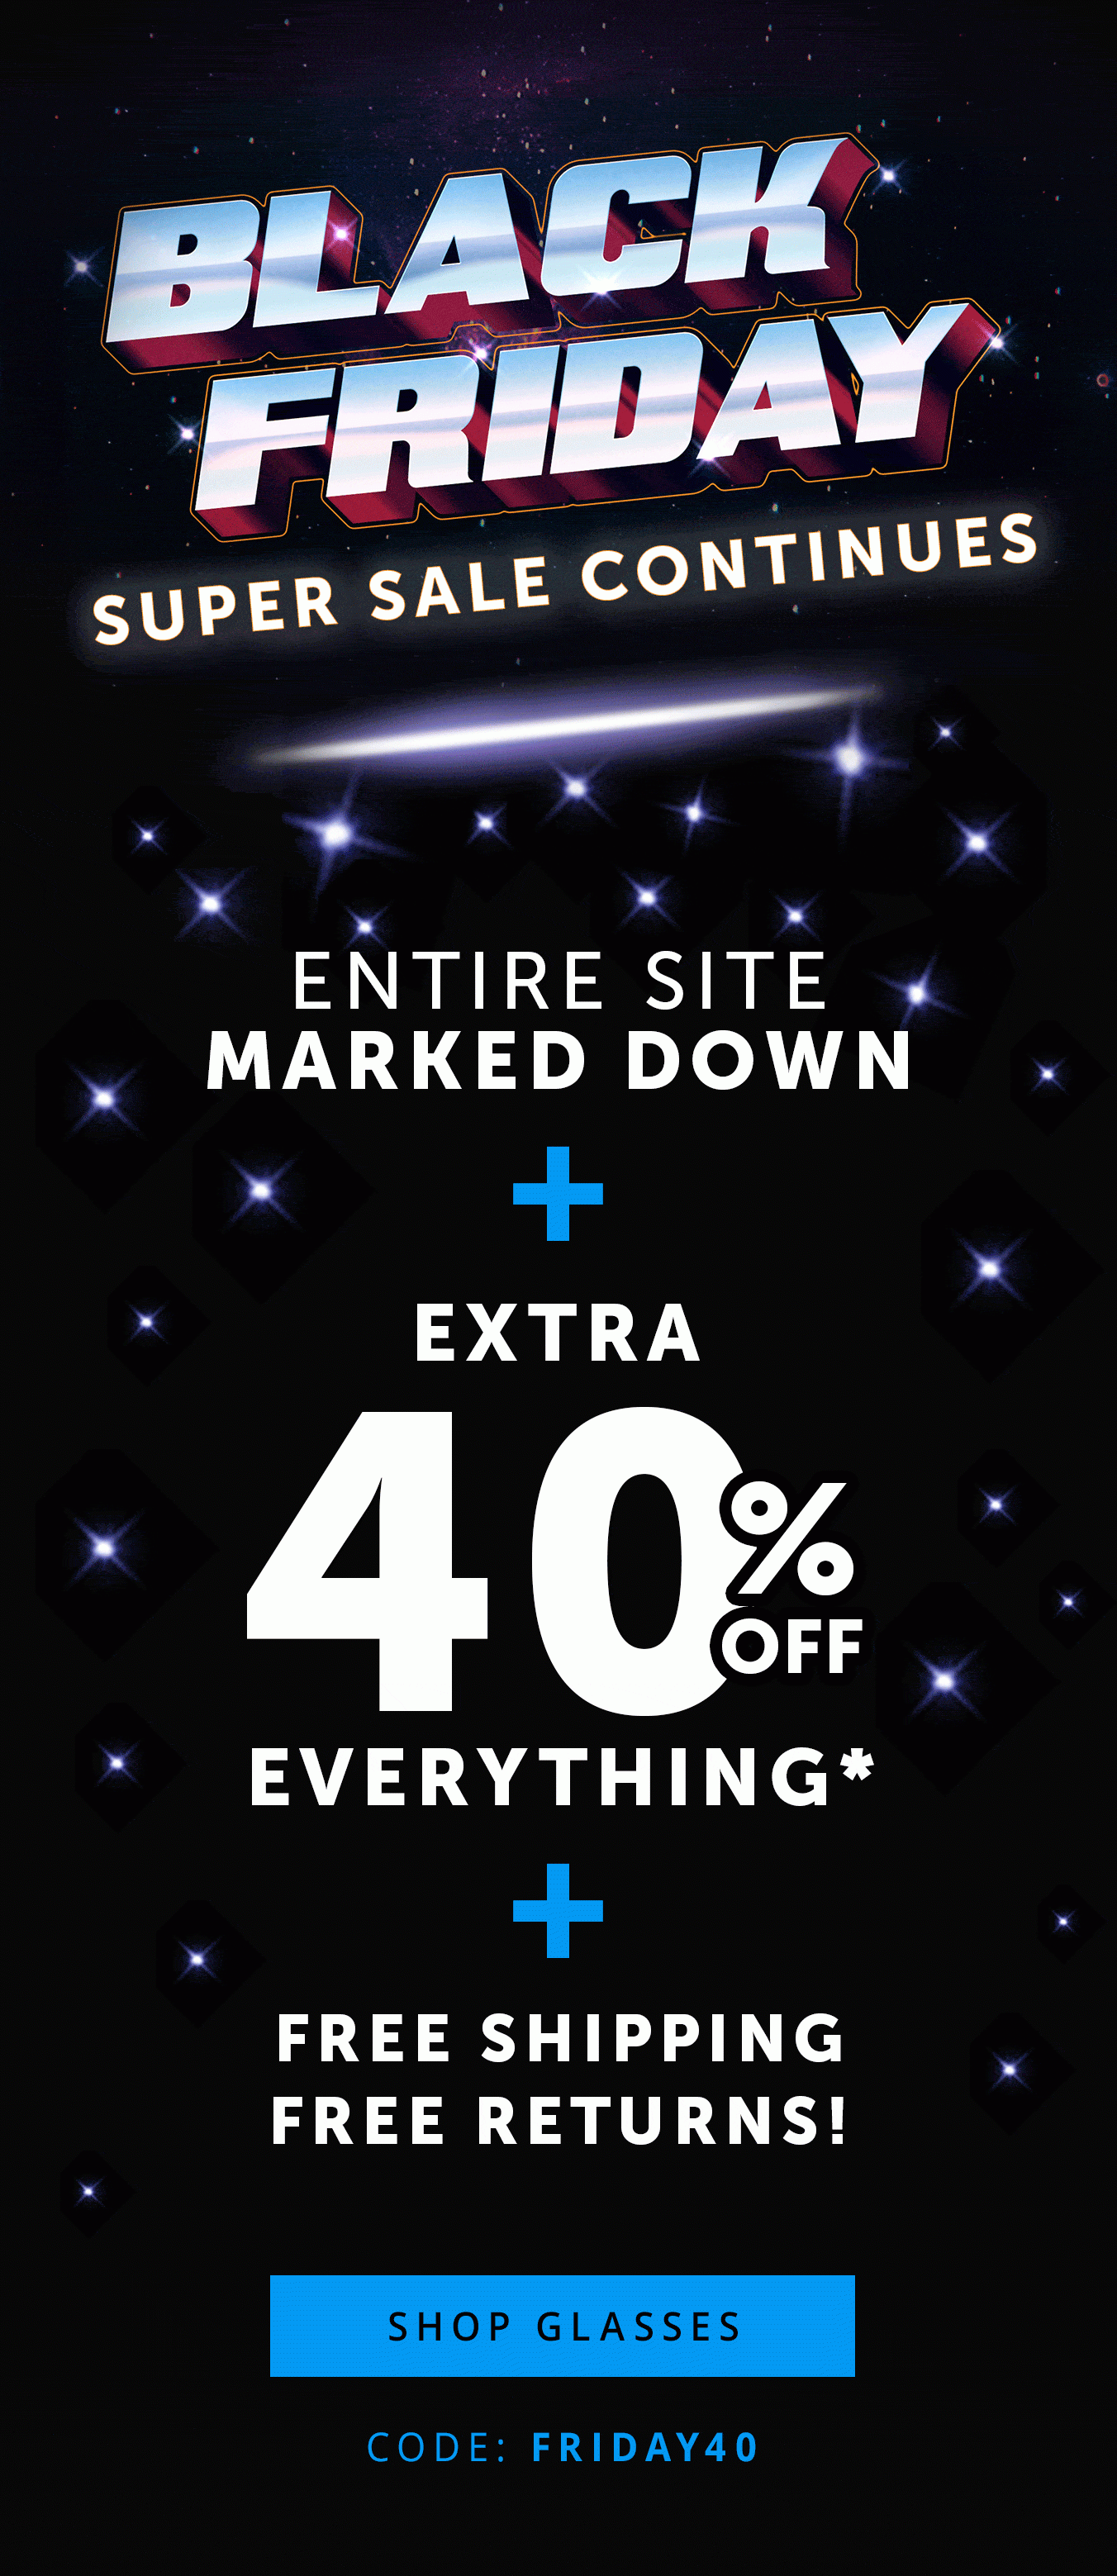 BLACK
FRIDAY
SUPER SALE CONTINUES
ENTIRE SITE
MARKED DOWN
+
EXTRA
40% OFF
EVERYTHING*
+
FREE SHIPPING
FREE RETURNS!
SHOP GLASSES
CODE: FRIDAY40